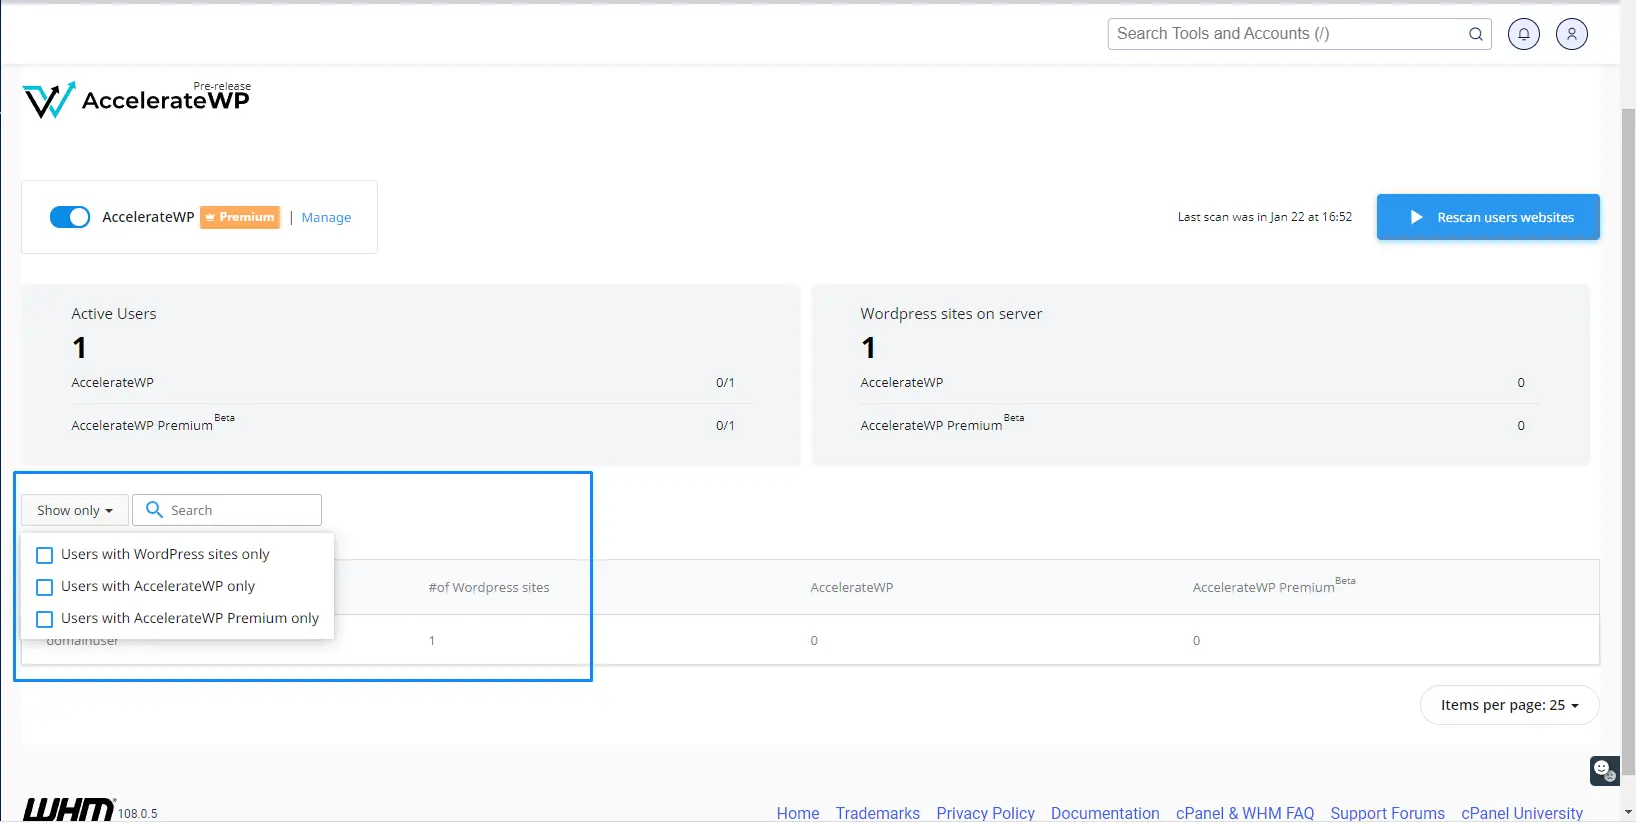 Search Tools and Accounts (/)
Pre-release
AccelerateWP
AccelerateWP Premium | Manage
Last scan was in Jan 22 at 16:52
Rescan users websites
Active Users
1
AccelerateWP 0/1
AccelerateWP Premium Beta 0/1
Wordpress sites on server
1
AccelerateWP 0
AccelerateWP Premium Beta 0
Show only
Search
Users with WordPress sites only
Users with AccelerateWP only
Users with AccelerateWP Premium only
#of Wordpress sites AccelerateWP AccelerateWP Premium Beta
domainuser 1 0 0
Items per page: 25
WHM 108.0.5
Home Trademarks Privacy Policy Documentation cPanel & WHM FAQ Support Forums cPanel University